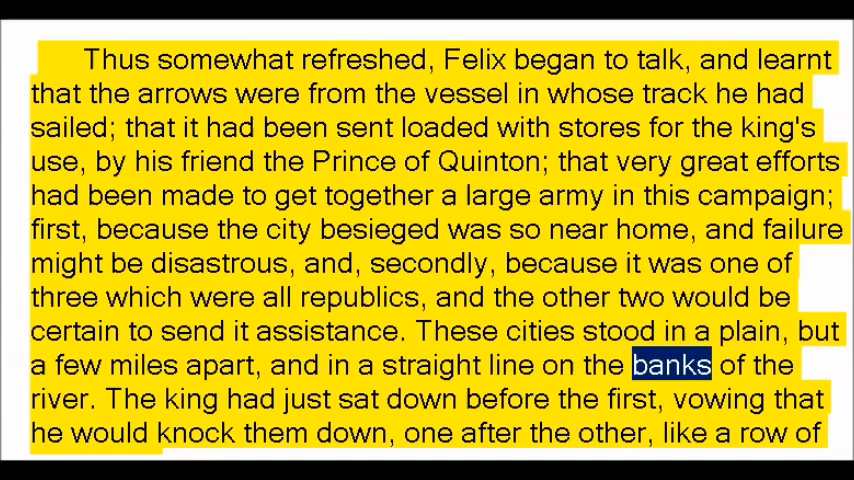 Thus somewhat refreshed, Felix began to talk, and learnt
that the arrows were from the vessel in whose track he had
sailed; that it had been sent loaded with stores for the king's
use, by his friend the Prince of Quinton; that very great efforts
had been made to get together a large army in this campaign;
first, because the city besieged was so near home, and failure
might be disastrous, and, secondly, because it was one of
three which were all republics, and the other two would be
certain to send it assistance. These cities stood in a plain, but
a few miles apart, and in a straight line on the banks of the
river. The king had just sat down before the first, vowing that
he would knock them down, one after the other, like a row of